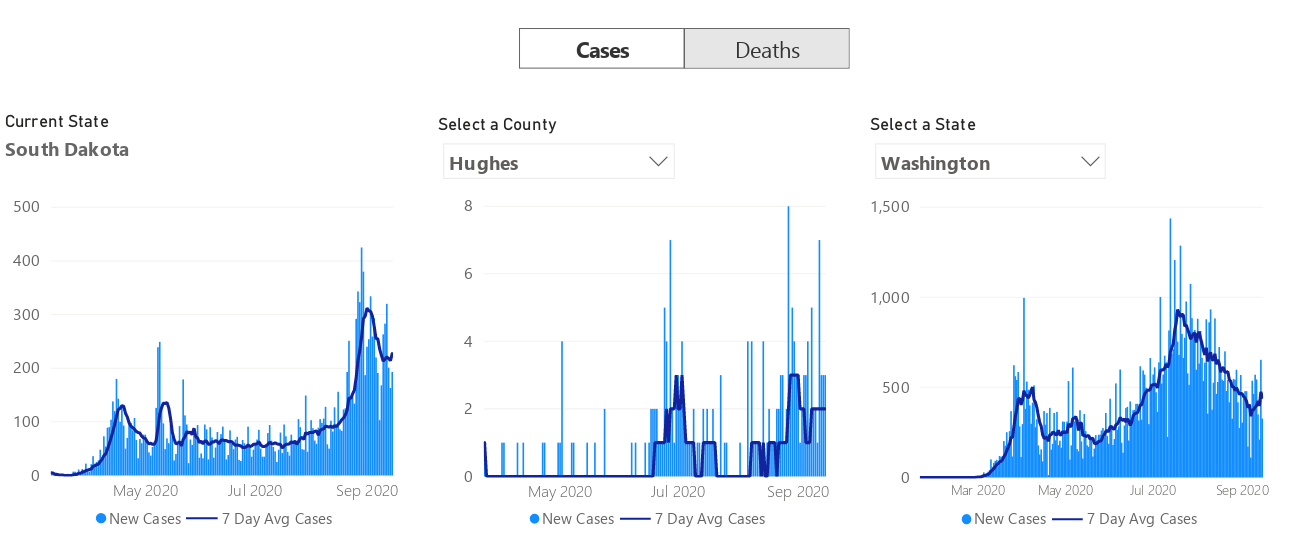 Cases Deaths
Current State
South Dakota
500
400
300
200
100
0
May 2020 Jul 2020 Sep 2020
New Cases 7 Day Avg Cases
Select a County
Hughes
8
6
4
2
0
May 2020 Jul 2020 Sep 2020
New Cases 7 Day Avg Cases
Select a State
Washington
1,500
1,000
500
0
Mar 2020 May 2020 Jul 2020 Sep 2020
New Cases 7 Day Avg Cases